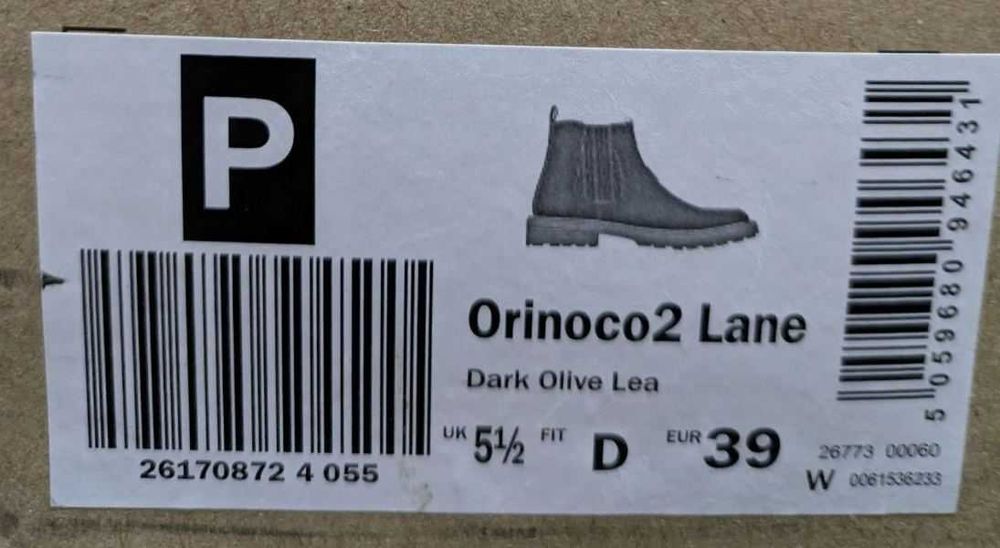 P
26170872 4 055
Orinoco2 Lane
Dark Olive Lea
UK 5½ FIT D EUR 39
26773 00060
W 0061536233
5 059680 946431